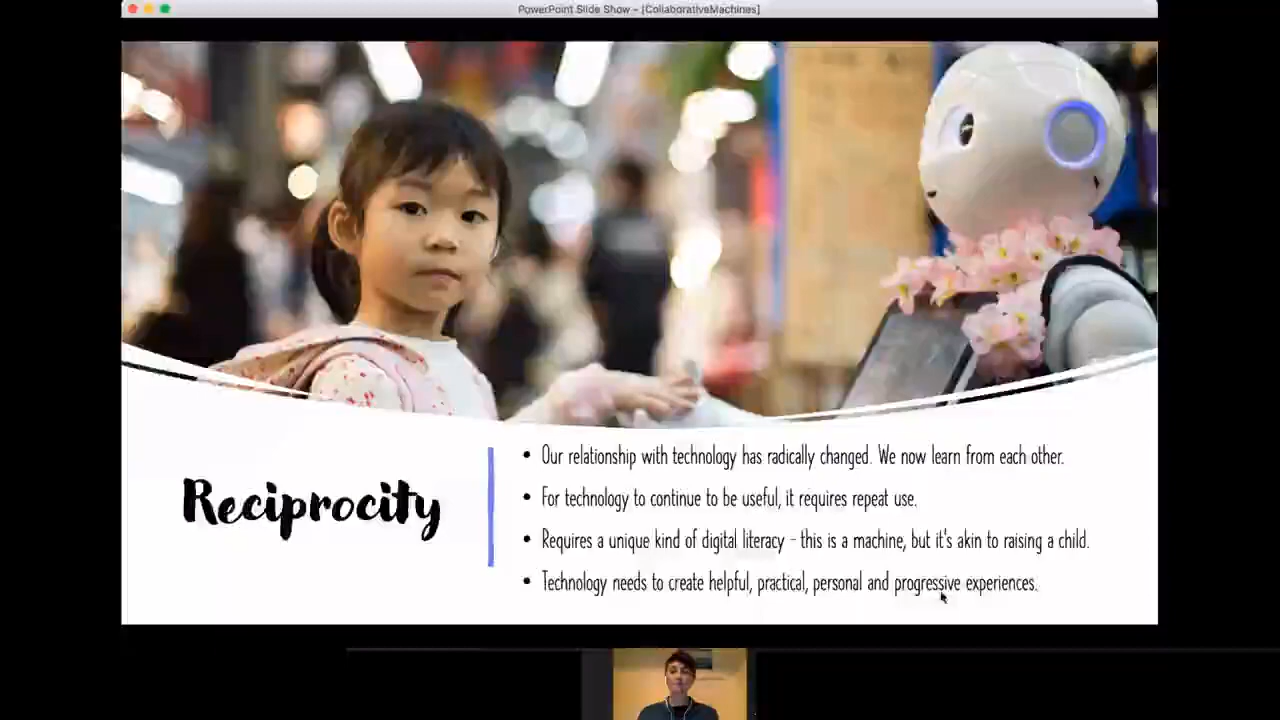 PowerPoint Slide Show - [CollaborativeMachines]
Reciprocity
• Our relationship with technology has radically changed. We now learn from each other.
• For technology to continue to be useful, it requires repeat use.
• Requires a unique kind of digital literacy - this is a machine, but it's akin to raising a child.
• Technology needs to create helpful, practical, personal and progressive experiences.